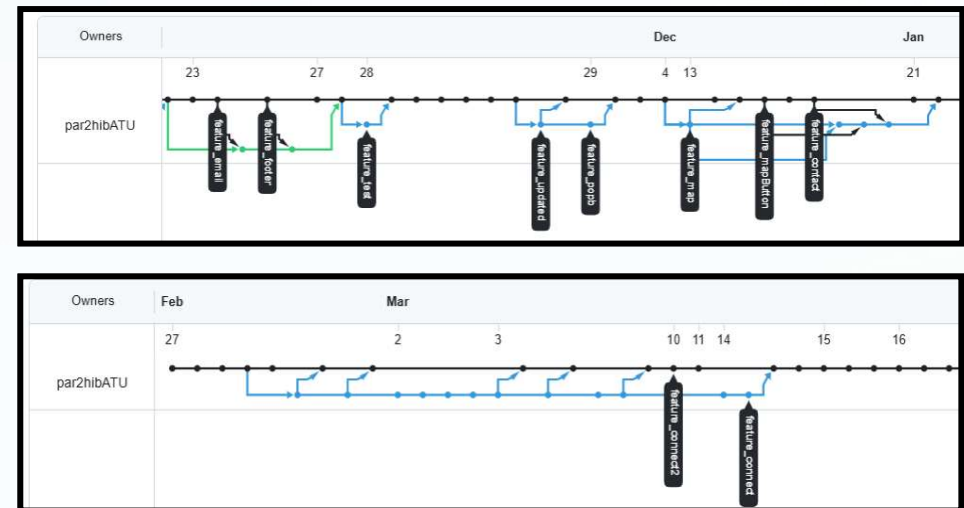 Owners
Dec
Jan
23
27
28
29
4
13
21
par2hibATU
feature_email
feature_footer
feature_test
feature_updated
feature_popb
feature_map
feature_mapButton
feature_contact
Owners
Feb
Mar
27
2
3
10
11
14
15
16
par2hibATU
feature_connect2
feature_connect